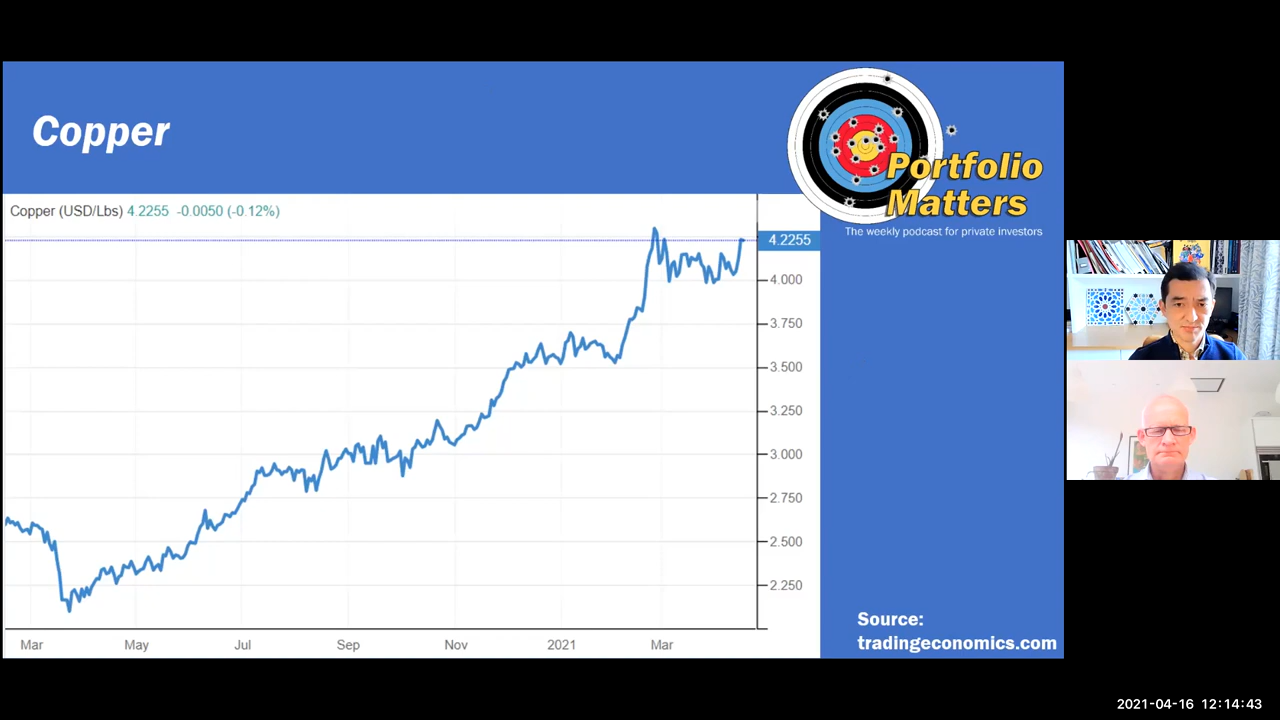 Copper
Portfolio
Matters
The weekly podcast for private investors
Copper (USD/Lbs) 4.2255 -0.0050 (-0.12%)
4.2255
4.000
3.750
3.500
3.250
3.000
2.750
2.500
2.250
Mar May Jul Sep Nov 2021 Mar
Source:
tradingeconomics.com
2021-04-16 12:14:43